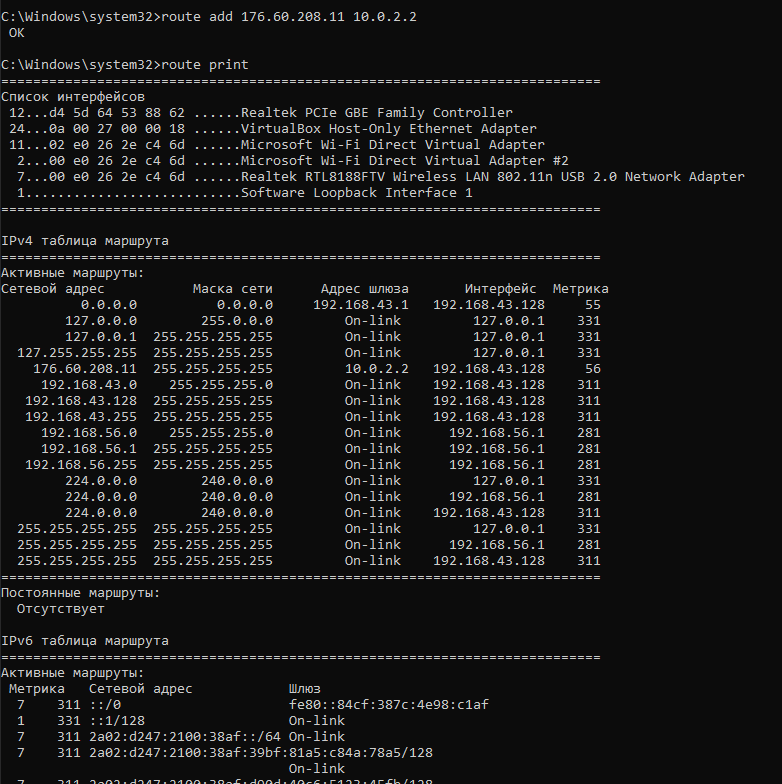 C:\Windows\system32>route add 176.60.208.11 10.0.2.2
 OK
C:\Windows\system32>route print
===========================================================================
Список интерфейсов
 12...d4 5d 64 53 88 62 ......Realtek PCIe GBE Family Controller
 24...0a 00 27 00 00 18 ......VirtualBox Host-Only Ethernet Adapter
 11...02 e0 26 2e c4 6d ......Microsoft Wi-Fi Direct Virtual Adapter
  2...00 e0 26 2e c4 6d ......Microsoft Wi-Fi Direct Virtual Adapter #2
  7...00 e0 26 2e c4 6d ......Realtek RTL8188FTV Wireless LAN 802.11n USB 2.0 Network Adapter
  1...........................Software Loopback Interface 1
===========================================================================
IPv4 таблица маршрута
===========================================================================
Активные маршруты:
Сетевой адрес           Маска сети      Адрес шлюза       Интерфейс  Метрика
          0.0.0.0          0.0.0.0     192.168.43.1   192.168.43.128     55
        127.0.0.0        255.0.0.0         On-link         127.0.0.1    331
        127.0.0.1  255.255.255.255         On-link         127.0.0.1    331
  127.255.255.255  255.255.255.255         On-link         127.0.0.1    331
    176.60.208.11  255.255.255.255         10.0.2.2   192.168.43.128     56
     192.168.43.0    255.255.255.0         On-link    192.168.43.128    311
   192.168.43.128  255.255.255.255         On-link    192.168.43.128    311
   192.168.43.255  255.255.255.255         On-link    192.168.43.128    311
     192.168.56.0    255.255.255.0         On-link      192.168.56.1    281
     192.168.56.1  255.255.255.255         On-link      192.168.56.1    281
   192.168.56.255  255.255.255.255         On-link      192.168.56.1    281
        224.0.0.0        240.0.0.0         On-link         127.0.0.1    331
        224.0.0.0        240.0.0.0         On-link      192.168.56.1    281
        224.0.0.0        240.0.0.0         On-link    192.168.43.128    311
  255.255.255.255  255.255.255.255         On-link         127.0.0.1    331
  255.255.255.255  255.255.255.255         On-link      192.168.56.1    281
  255.255.255.255  255.255.255.255         On-link    192.168.43.128    311
===========================================================================
Постоянные маршруты:
  Отсутствует
IPv6 таблица маршрута
===========================================================================
Активные маршруты:
 Метрика   Сетевой адрес            Шлюз
  7    311 ::/0                     fe80::84cf:387c:4e98:c1af
  1    331 ::1/128                  On-link
  7    311 2a02:d247:2100:38af::/64 On-link
  7    311 2a02:d247:2100:38af:39bf:81a5:c84a:78a5/128
                                    On-link
  7    311